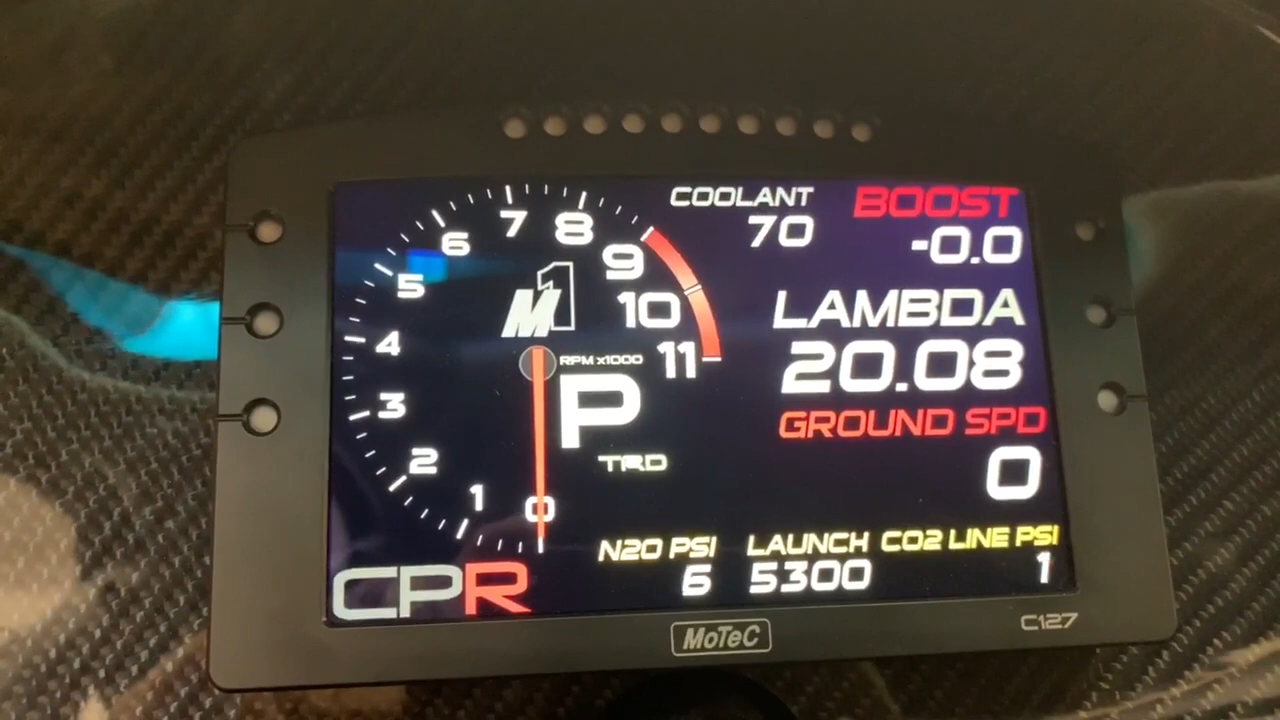 COOLANT
70
BOOST
-0.0
0
1
2
3
4
5
6
7
8
9
10
11
M1
RPM x1000
P
TRD
LAMBDA
20.08
GROUND SPD
0
N2O PSI
6
LAUNCH
5300
CO2 LINE PSI
1
CPR
MoTeC
C127